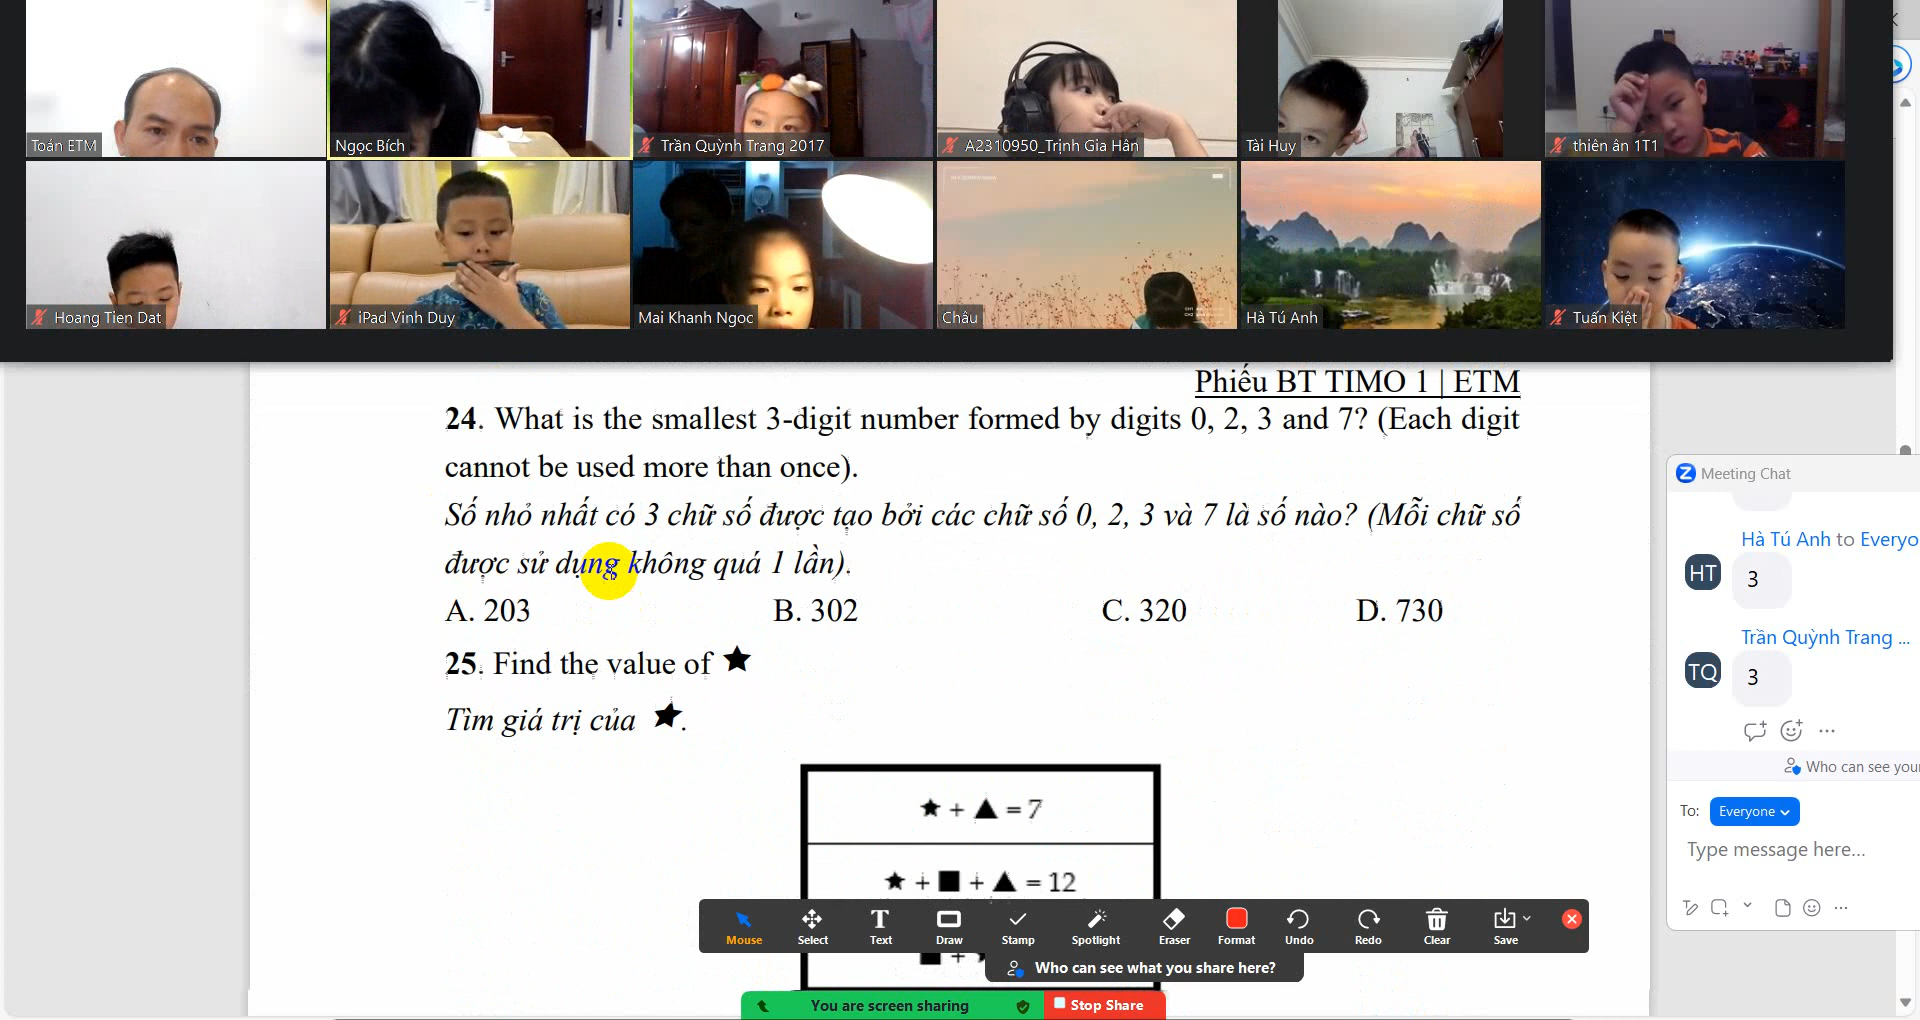 Toán ETM
Ngọc Bích
Trần Quỳnh Trang 2017
A2310950_Trịnh Gia Hân
Tài Huy
thiên ân 1T1
Hoang Tien Dat
iPad Vinh Duy
Mai Khanh Ngoc
Châu
Hà Tú Anh
Tuấn Kiệt
Phiếu BT TIMO 1 | ETM
24. What is the smallest 3-digit number formed by digits 0, 2, 3 and 7? (Each digit
cannot be used more than once).
Số nhỏ nhất có 3 chữ số được tạo bởi các chữ số 0, 2, 3 và 7 là số nào? (Mỗi chữ số
được sử dụng không quá 1 lần).
A. 203 B. 302 C. 320 D. 730
25. Find the value of ★
Tìm giá trị của ★.
★ + ▲ = 7
★ + ■ + ▲ = 12
■ +
Mouse Select Text Draw Stamp Spotlight Eraser Format Undo Redo Clear Save
Who can see what you share here?
You are screen sharing Stop Share
Meeting Chat
Hà Tú Anh to Everyo
HT 3
Trần Quỳnh Trang ...
TQ 3
Who can see your
To: Everyone
Type message here...